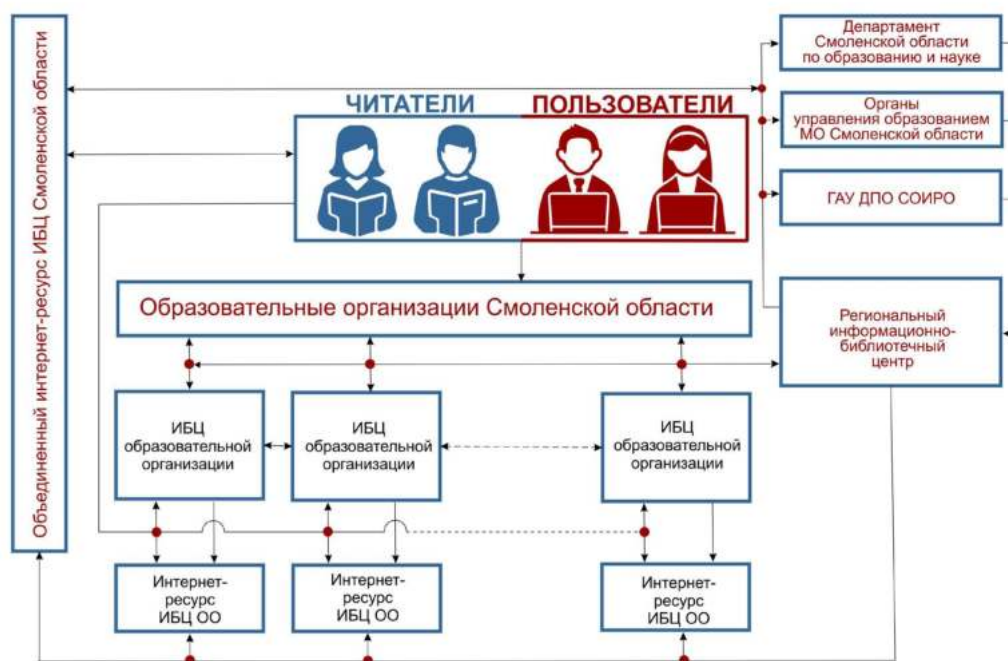 Объединенный интернет-ресурс ИБЦ Смоленской области
Департамент
Смоленской области
по образованию и науке
ЧИТАТЕЛИ
ПОЛЬЗОВАТЕЛИ
Органы
управления образованием
МО Смоленской области
ГАУ ДПО СОИРО
Образовательные организации Смоленской области
Региональный
информационно-
библиотечный
центр
ИБЦ
образовательной
организации
ИБЦ
образовательной
организации
ИБЦ
образовательной
организации
Интернет-
ресурс
ИБЦ ОО
Интернет-
ресурс
ИБЦ ОО
Интернет-
ресурс
ИБЦ ОО